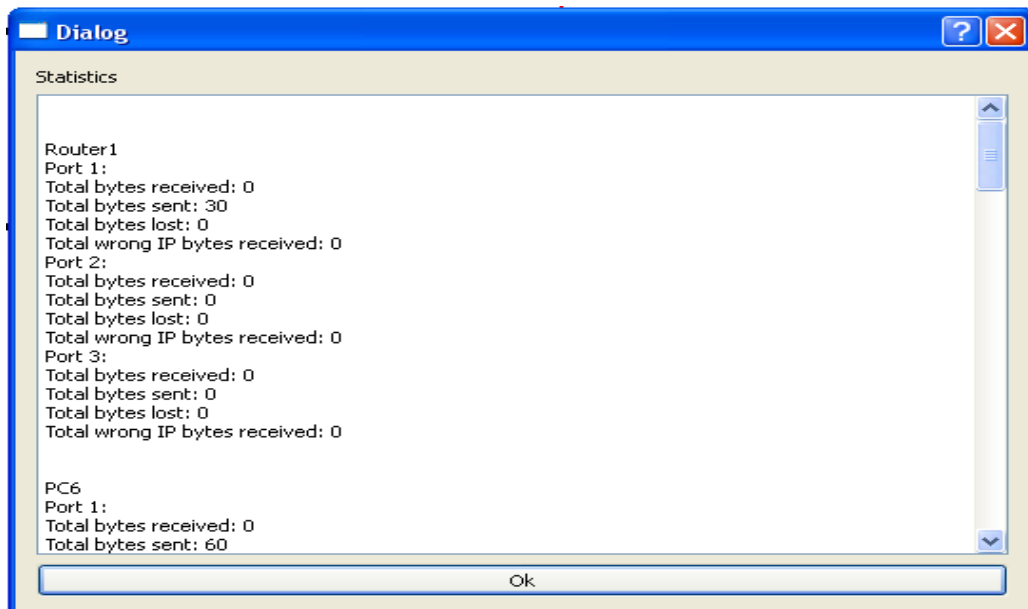 Dialog
Statistics
Router1
Port 1:
Total bytes received: 0
Total bytes sent: 30
Total bytes lost: 0
Total wrong IP bytes received: 0
Port 2:
Total bytes received: 0
Total bytes sent: 0
Total bytes lost: 0
Total wrong IP bytes received: 0
Port 3:
Total bytes received: 0
Total bytes sent: 0
Total bytes lost: 0
Total wrong IP bytes received: 0
PC6
Port 1:
Total bytes received: 0
Total bytes sent: 60
Ok